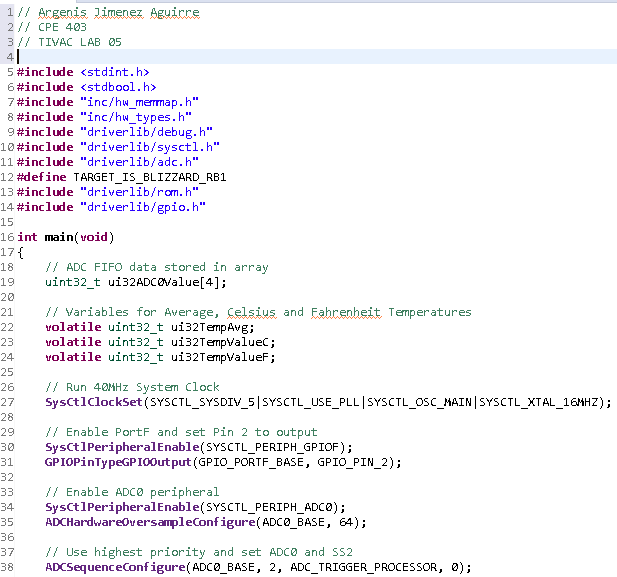 1 // Argenis Jimenez Aguirre
2 // CPE 403
3 // TIVAC LAB 05
4
5 #include <stdint.h>
6 #include <stdbool.h>
7 #include "inc/hw_memmap.h"
8 #include "inc/hw_types.h"
9 #include "driverlib/debug.h"
10 #include "driverlib/sysctl.h"
11 #include "driverlib/adc.h"
12 #define TARGET_IS_BLIZZARD_RB1
13 #include "driverlib/rom.h"
14 #include "driverlib/gpio.h"
15
16 int main(void)
17 {
18     // ADC FIFO data stored in array
19     uint32_t ui32ADC0Value[4];
20
21     // Variables for Average, Celsius and Fahrenheit Temperatures
22     volatile uint32_t ui32TempAvg;
23     volatile uint32_t ui32TempValueC;
24     volatile uint32_t ui32TempValueF;
25
26     // Run 40MHz System Clock
27     SysCtlClockSet(SYSCTL_SYSDIV_5|SYSCTL_USE_PLL|SYSCTL_OSC_MAIN|SYSCTL_XTAL_16MHZ);
28
29     // Enable PortF and set Pin 2 to output
30     SysCtlPeripheralEnable(SYSCTL_PERIPH_GPIOF);
31     GPIOPinTypeGPIOOutput(GPIO_PORTF_BASE, GPIO_PIN_2);
32
33     // Enable ADC0 peripheral
34     SysCtlPeripheralEnable(SYSCTL_PERIPH_ADC0);
35     ADCHardwareOversampleConfigure(ADC0_BASE, 64);
36
37     // Use highest priority and set ADC0 and SS2
38     ADCSequenceConfigure(ADC0_BASE, 2, ADC_TRIGGER_PROCESSOR, 0);